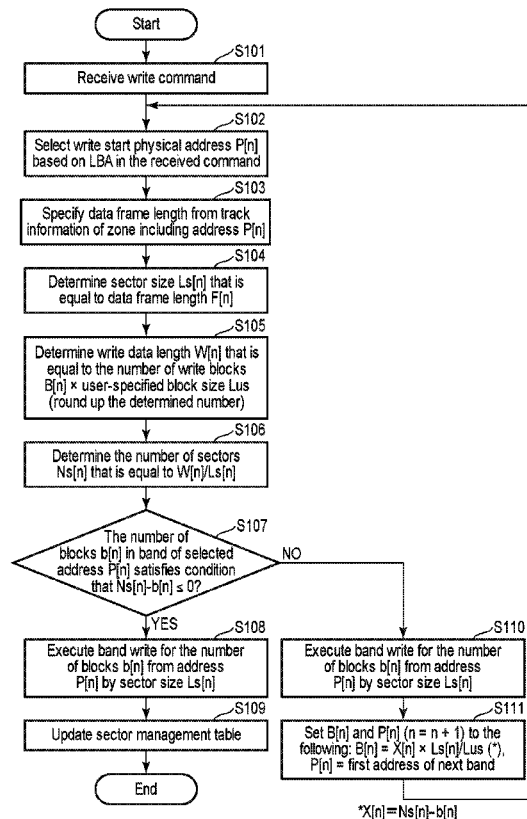 Start
S101
Receive write command
S102
Select write start physical address P[n]
based on LBA in the received command
S103
Specify data frame length from track
information of zone including address P[n]
S104
Determine sector size Ls[n] that is
equal to data frame length F[n]
S105
Determine write data length W[n] that is
equal to the number of write blocks
B[n] × user-specified block size Lus
(round up the determined number)
S106
Determine the number of sectors
Ns[n] that is equal to W[n]/Ls[n]
S107
The number of
blocks b[n] in band of selected
address P[n] satisfies condition
that Ns[n]-b[n] ≤ 0?
NO
YES
S108
Execute band write for the number
of blocks b[n] from address
P[n] by sector size Ls[n]
S109
Update sector management table
End
S110
Execute band write for the number
of blocks b[n] from address
P[n] by sector size Ls[n]
S111
Set B[n] and P[n] (n = n + 1) to the
following: B[n] = X[n] × Ls[n]/Lus (*),
P[n] = first address of next band
*X[n]=Ns[n]-b[n]